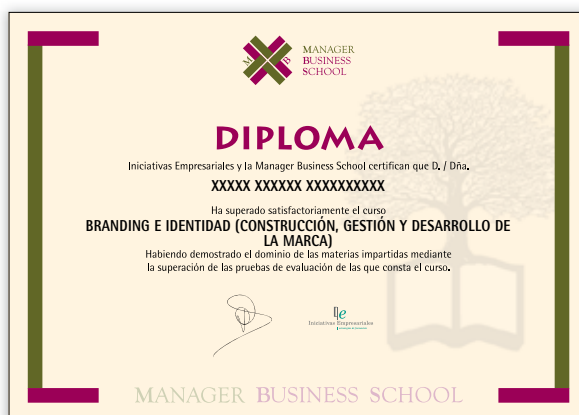 M B
MANAGER
BUSINESS
SCHOOL
DIPLOMA
Iniciativas Empresariales y la Manager Business School certifican que D. / Dña.
XXXXX XXXXXX XXXXXXXXXX
Ha superado satisfactoriamente el curso
BRANDING E IDENTIDAD (CONSTRUCCIÓN, GESTIÓN Y DESARROLLO DE
LA MARCA)
Habiendo demostrado el dominio de las materias impartidas mediante
la superación de las pruebas de evaluación de las que consta el curso.
Ie
Iniciativas Empresariales
MANAGER BUSINESS SCHOOL